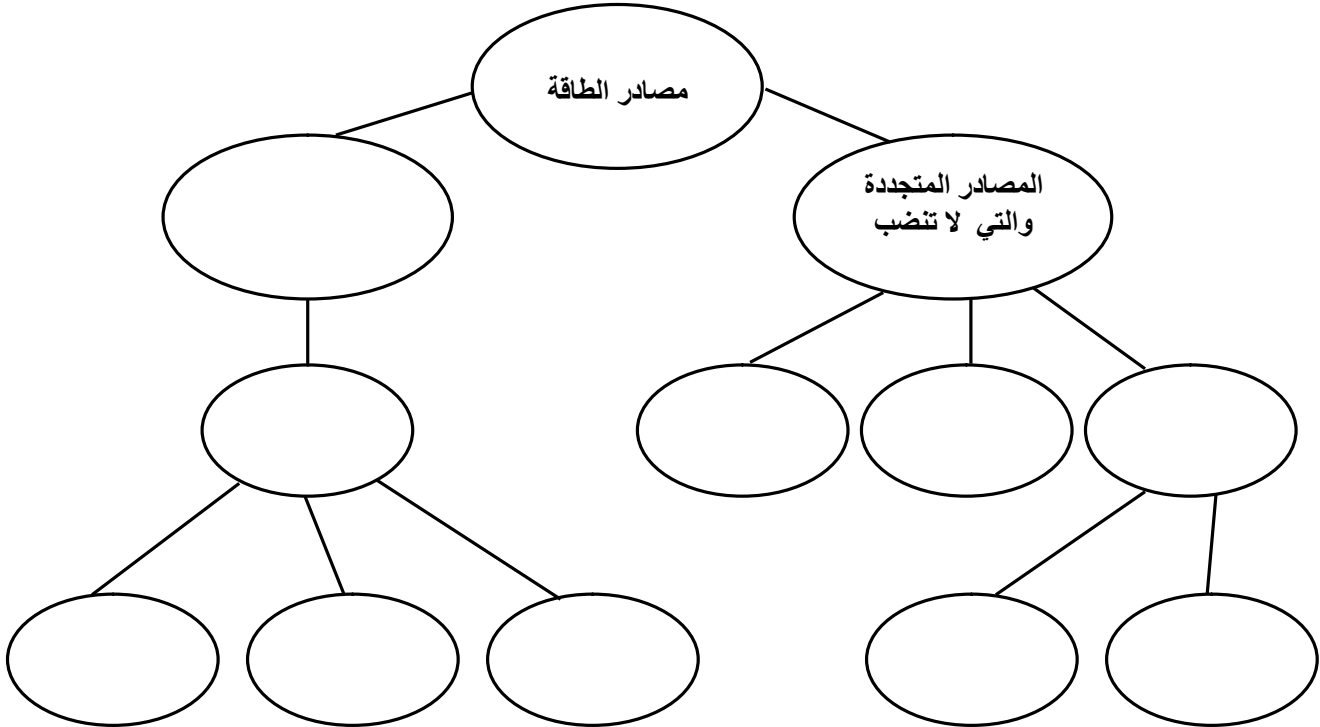 مصادر الطاقة
المصادر المتجددة
والتي لا تنضب